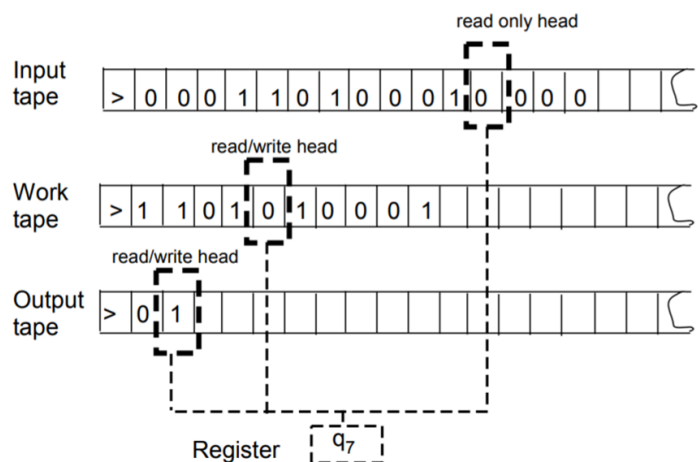 read only head
Input tape
> 0 0 0 1 1 0 1 0 0 0 1 0 0 0 0
read/write head
Work tape
> 1 1 0 1 0 1 0 0 0 1
read/write head
Output tape
> 0 1
Register q7